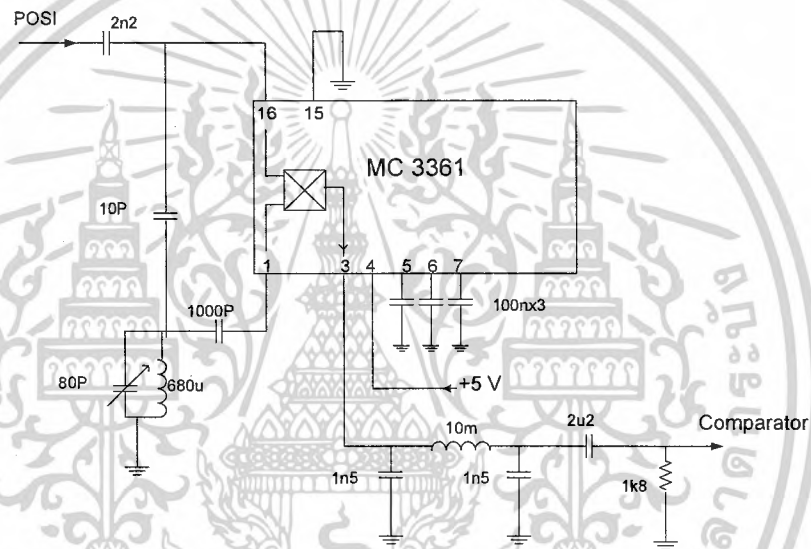 POSI
2n2
16
15
MC 3361
10P
1
3
4
5
6
7
100nx3
1000P
80P
680u
+5 V
10m
2u2
Comparator
1n5
1n5
1k8